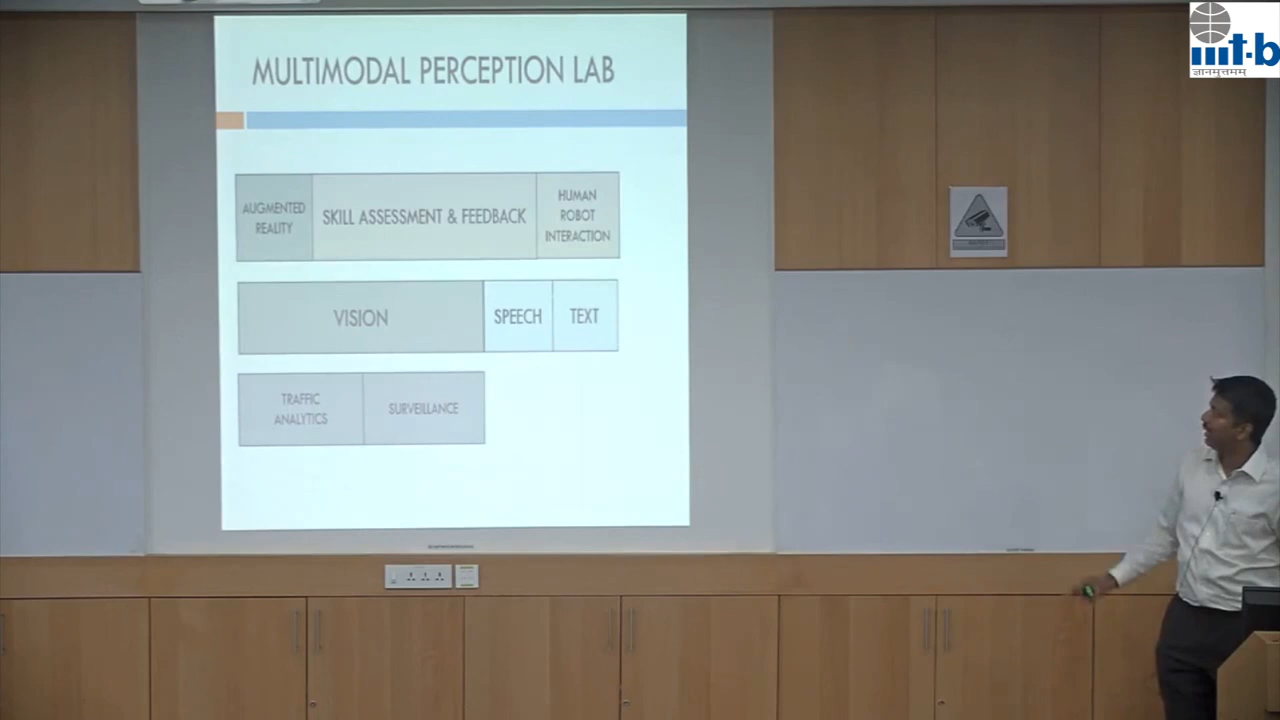 MULTIMODAL PERCEPTION LAB
AUGMENTED
REALITY
SKILL ASSESSMENT & FEEDBACK
HUMAN
ROBOT
INTERACTION
VISION
SPEECH
TEXT
TRAFFIC
ANALYTICS
SURVEILLANCE
iiit-b
ज्ञानमुत्तमम्